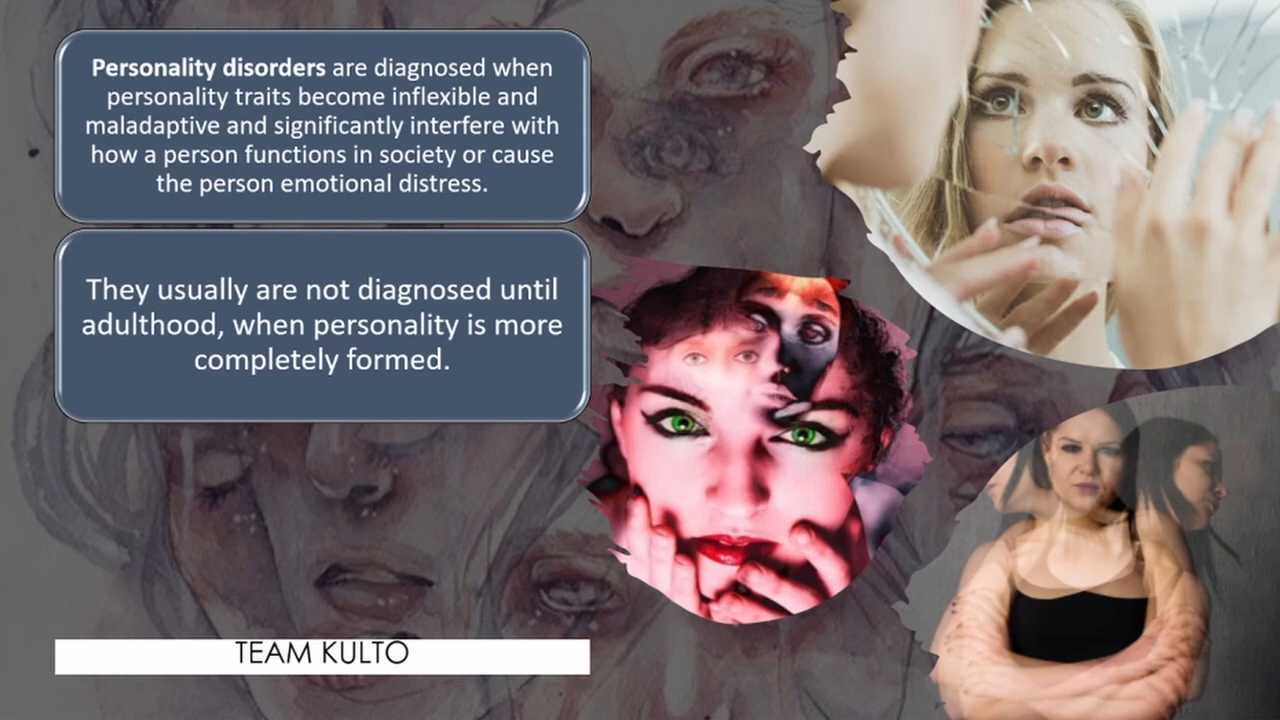 Personality disorders are diagnosed when
personality traits become inflexible and
maladaptive and significantly interfere with
how a person functions in society or cause
the person emotional distress.
They usually are not diagnosed until
adulthood, when personality is more
completely formed.
TEAM KULTO